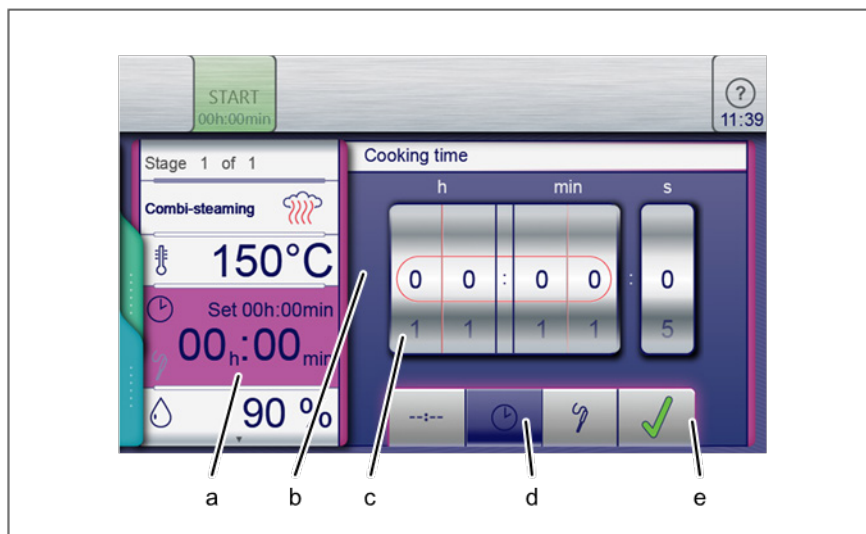 START
00h:00min
?
11:39
Stage 1 of 1
Combi-steaming
150°C
Set 00h:00min
00h:00min
90 %
Cooking time
h min s
0 0 : 0 0 : 0
1 1 1 1 5
--:--
a b c d e